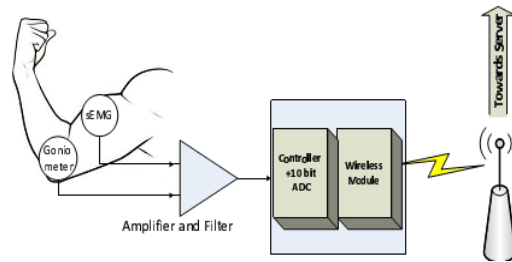 sEMG
Gonio
meter
Amplifier and Filter
Controller
+10 bit
ADC
Wireless
Module
Towards Server